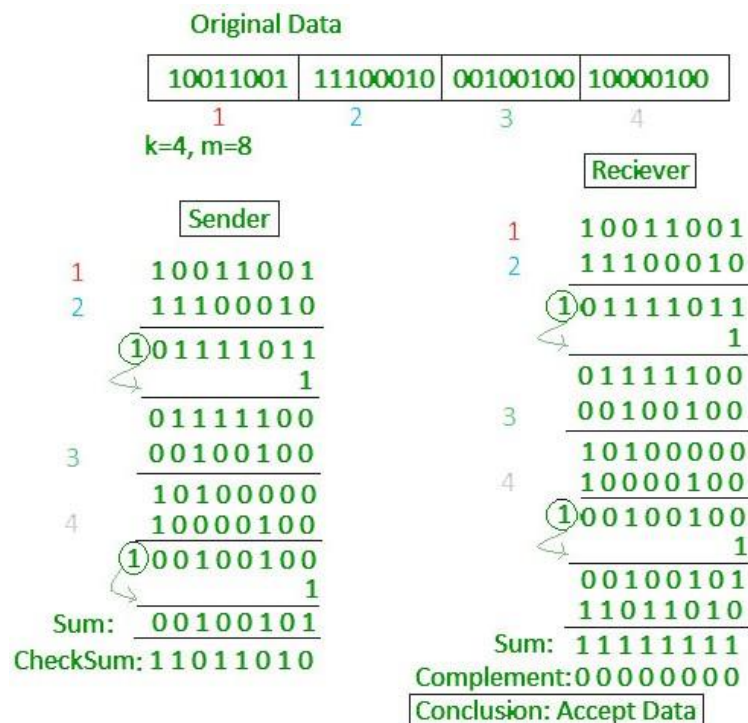 Original Data
10011001 11100010 00100100 10000100
1 2 3 4
k=4, m=8
Sender
1 10011001
2 11100010
1 01111011
1
01111100
3 00100100
10100000
4 10000100
1 00100100
1
Sum: 00100101
CheckSum: 11011010
Reciever
1 10011001
2 11100010
1 01111011
1
01111100
3 00100100
10100000
4 10000100
1 00100100
1
00100101
11011010
Sum: 11111111
Complement: 00000000
Conclusion: Accept Data